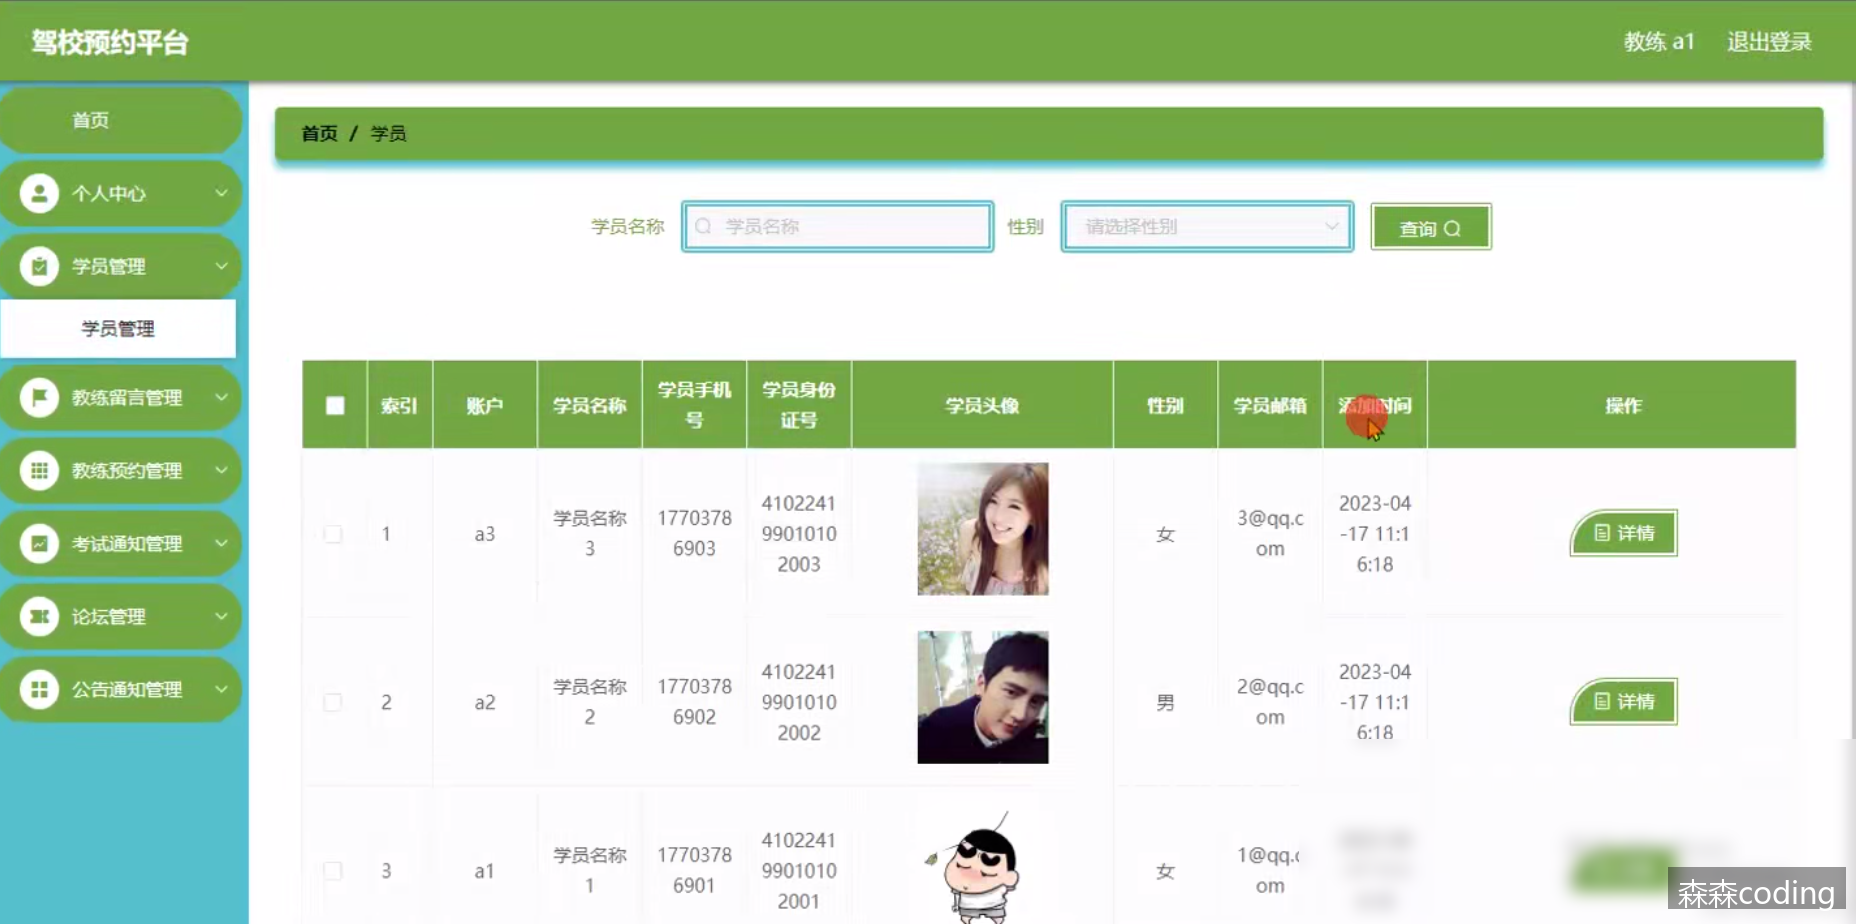 驾校预约平台
教练 a1 退出登录
首页
个人中心
学员管理
学员管理
教练留言管理
教练预约管理
考试通知管理
论坛管理
公告通知管理
首页 / 学员
学员名称 学员名称 性别 请选择性别 查询
索引 账户 学员名称 学员手机号 学员身份证号 学员头像 性别 学员邮箱 添加时间 操作
1 a3 学员名称3 17703786903 410224199010102003 女 3@qq.com 2023-04-17 11:16:18 详情
2 a2 学员名称2 17703786902 410224199010102002 男 2@qq.com 2023-04-17 11:16:18 详情
3 a1 学员名称1 17703786901 410224199010102001 女 1@qq.com
森森coding